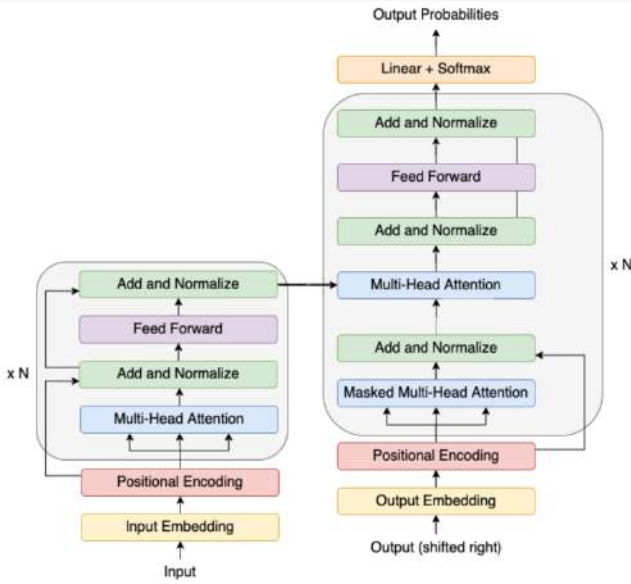 Output Probabilities
Linear + Softmax
Add and Normalize
Feed Forward
Add and Normalize
x N
Multi-Head Attention
Add and Normalize
Masked Multi-Head Attention
Positional Encoding
Output Embedding
Output (shifted right)
Add and Normalize
Feed Forward
x N
Add and Normalize
Multi-Head Attention
Positional Encoding
Input Embedding
Input